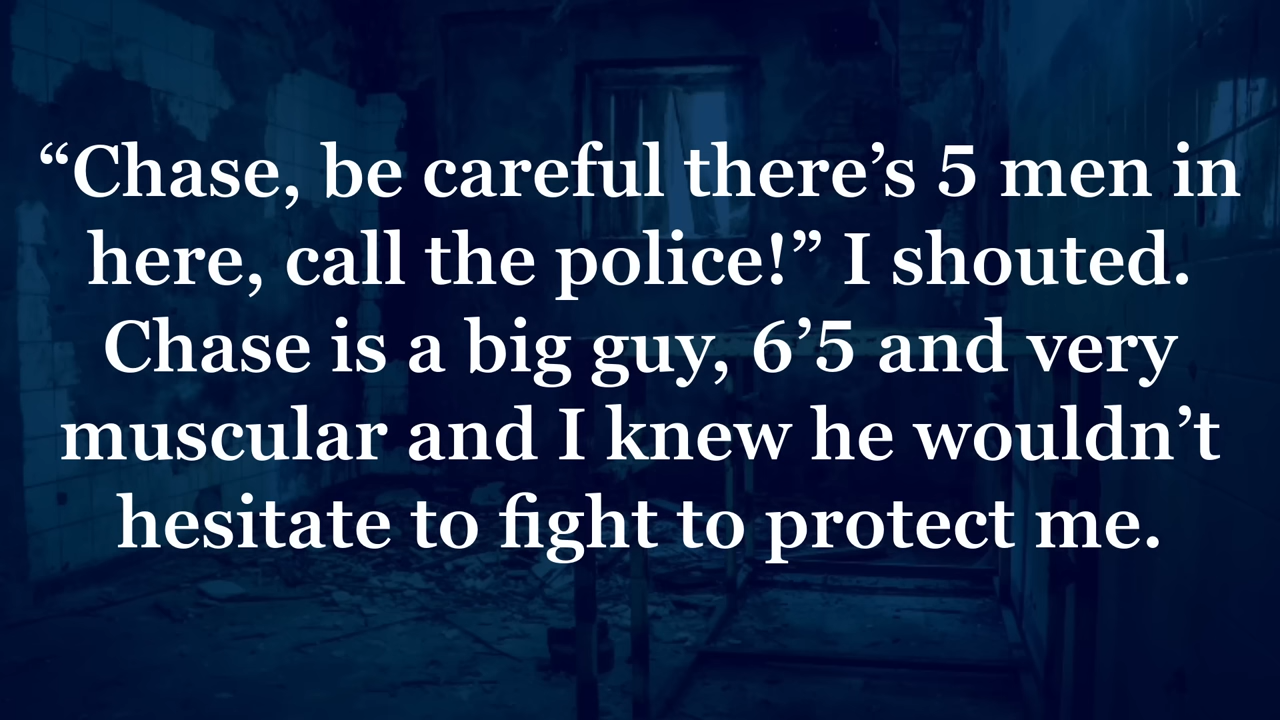 “Chase, be careful there’s 5 men in
here, call the police!” I shouted.
Chase is a big guy, 6’5 and very
muscular and I knew he wouldn’t
hesitate to fight to protect me.